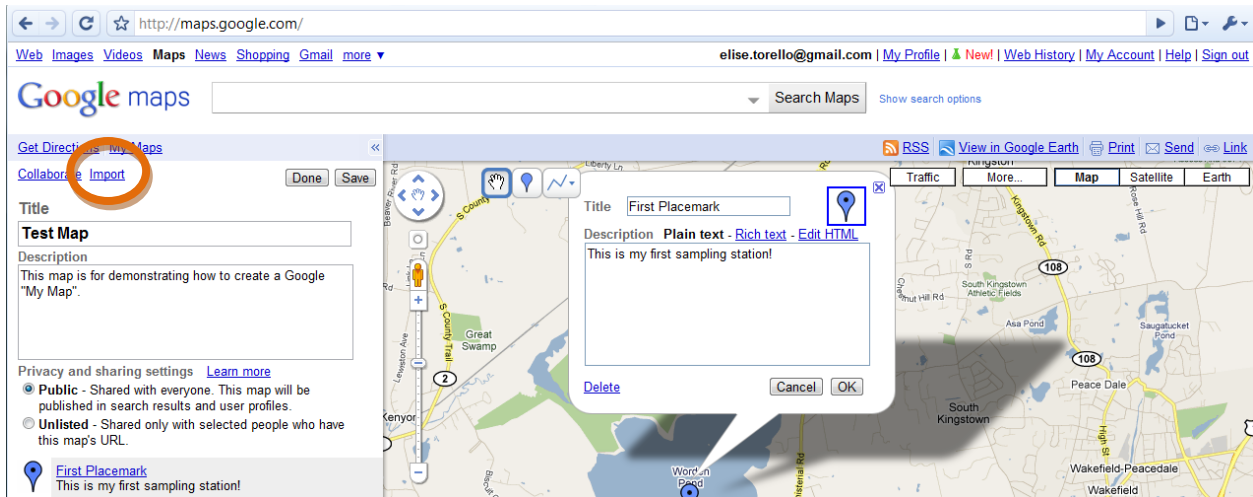 http://maps.google.com/
Web Images Videos Maps News Shopping Gmail more ▼
elise.torello@gmail.com | My Profile | New! | Web History | My Account | Help | Sign out
Google maps
Search Maps
Show search options
Get Directions My Maps
«
RSS View in Google Earth Print Send Link
Collaborate Import
Done Save
Title
Test Map
Description
This map is for demonstrating how to create a Google
"My Map".
Privacy and sharing settings Learn more
Public - Shared with everyone. This map will be
published in search results and user profiles.
Unlisted - Shared only with selected people who have
this map's URL.
First Placemark
This is my first sampling station!
Traffic More... Map Satellite Earth
Title First Placemark
Description Plain text - Rich text - Edit HTML
This is my first sampling station!
Delete
Cancel OK
Liberty Ln
Beaver River Rd
S County
Kingston
Kingstown Rd
Rose Hill Rd
S Rd
108
South Kingstown
Athletic Fields
Asa Pond
Saugatucket
Pond
S County Trail
Great
Swamp
Lewiston Ave
2
108
Peace Dale
South
Kingstown
Kenyon
High St
Worden
Pond
Wakefield-Peacedale
Wakefield